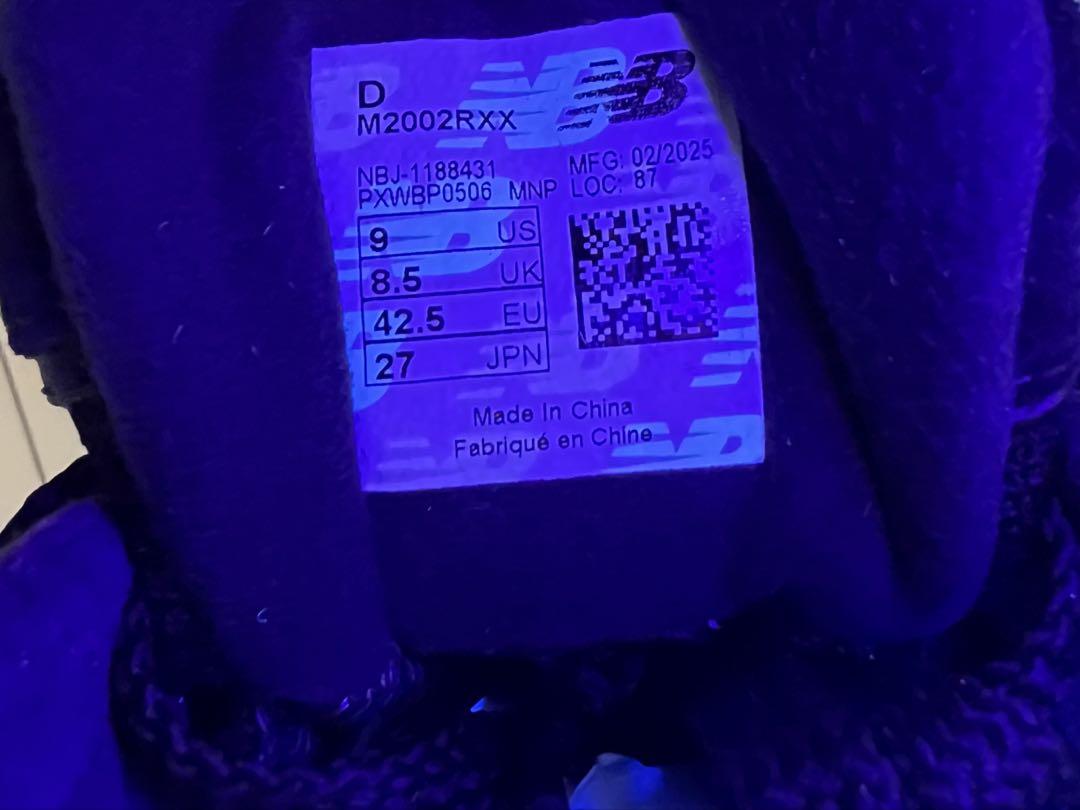 D
M2002RXX
NB
NBJ-1188431
PXWBP0506 MNP
MFG: 02/2025
LOC: 87
9 US
8.5 UK
42.5 EU
27 JPN
Made In China
Fabriqué en Chine